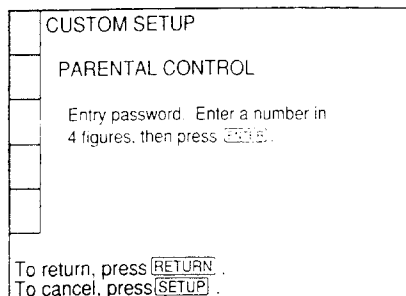 CUSTOM SETUP
PARENTAL CONTROL
Entry password. Enter a number in
4 figures, then press
To return, press RETURN .
To cancel, press SETUP .